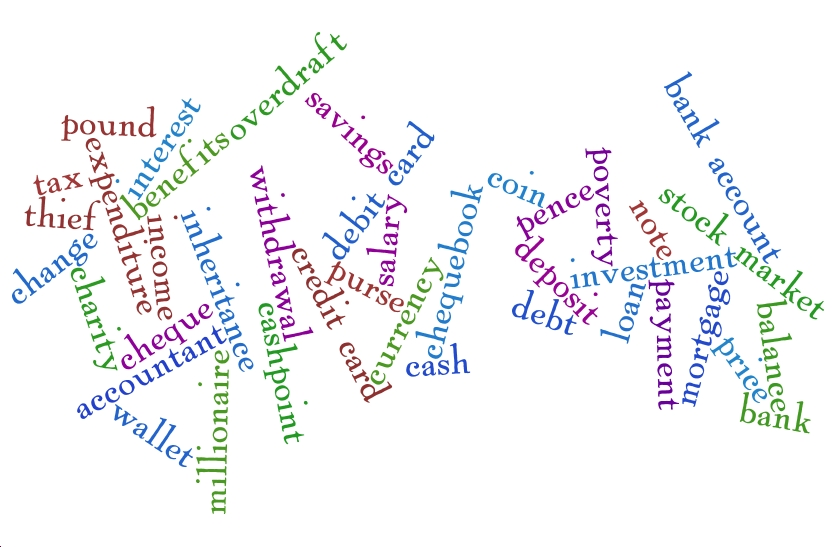 pound
interest
benefits
overdraft
savings
bank account
tax
expenditure
thief
income
change
charity
inheritance
withdrawal
debit card
salary
credit card
purse
currency
chequebook
coin
pence
poverty
note
stock market
deposit
investment
debt
loan
payment
mortgage
price
balance
bank
cheque
accountant
wallet
millionaire
cashpoint
cash